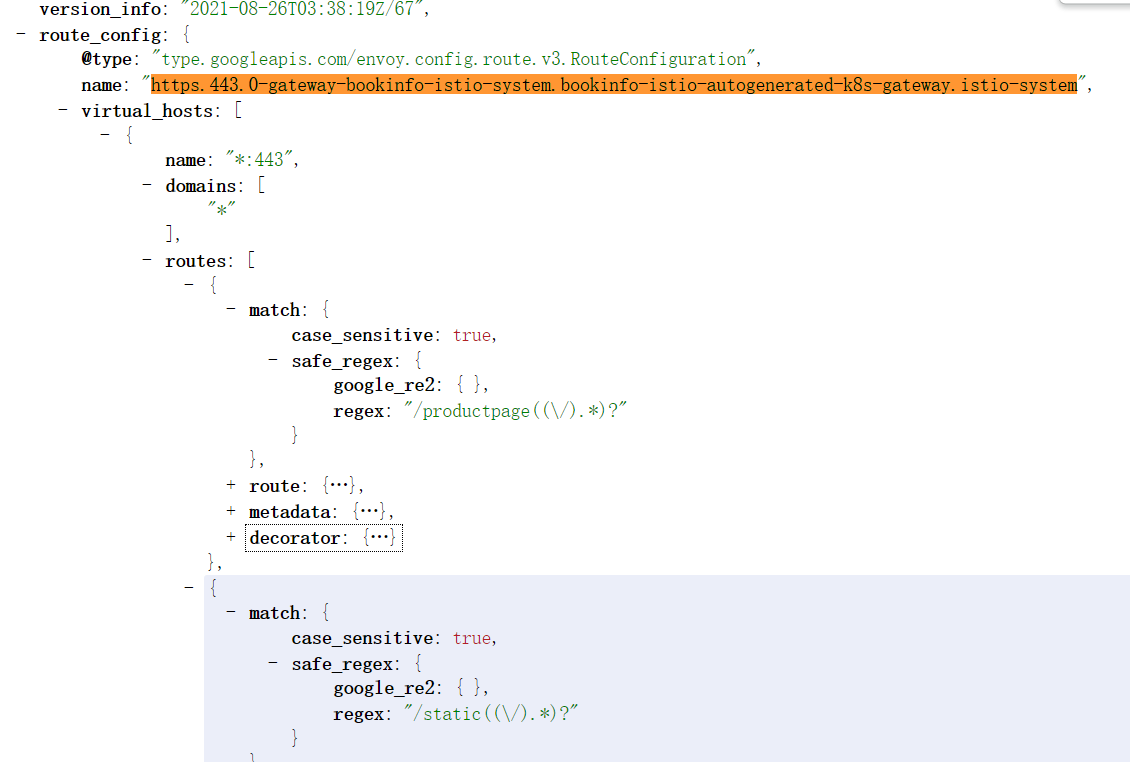 version_info: "2021-08-26T03:38:19Z/67",
- route_config: {
@type: "type.googleapis.com/envoy.config.route.v3.RouteConfiguration",
name: "https.443.0-gateway-bookinfo-istio-system.bookinfo-istio-autogenerated-k8s-gateway.istio-system",
- virtual_hosts: [
- {
name: "*:443",
- domains: [
"*"
],
- routes: [
- {
- match: {
case_sensitive: true,
- safe_regex: {
google_re2: { },
regex: "/productpage((\/).*)?"
}
},
+ route: {…},
+ metadata: {…},
+ decorator: {…}
},
- {
- match: {
case_sensitive: true,
- safe_regex: {
google_re2: { },
regex: "/static((\/).*)?"
}